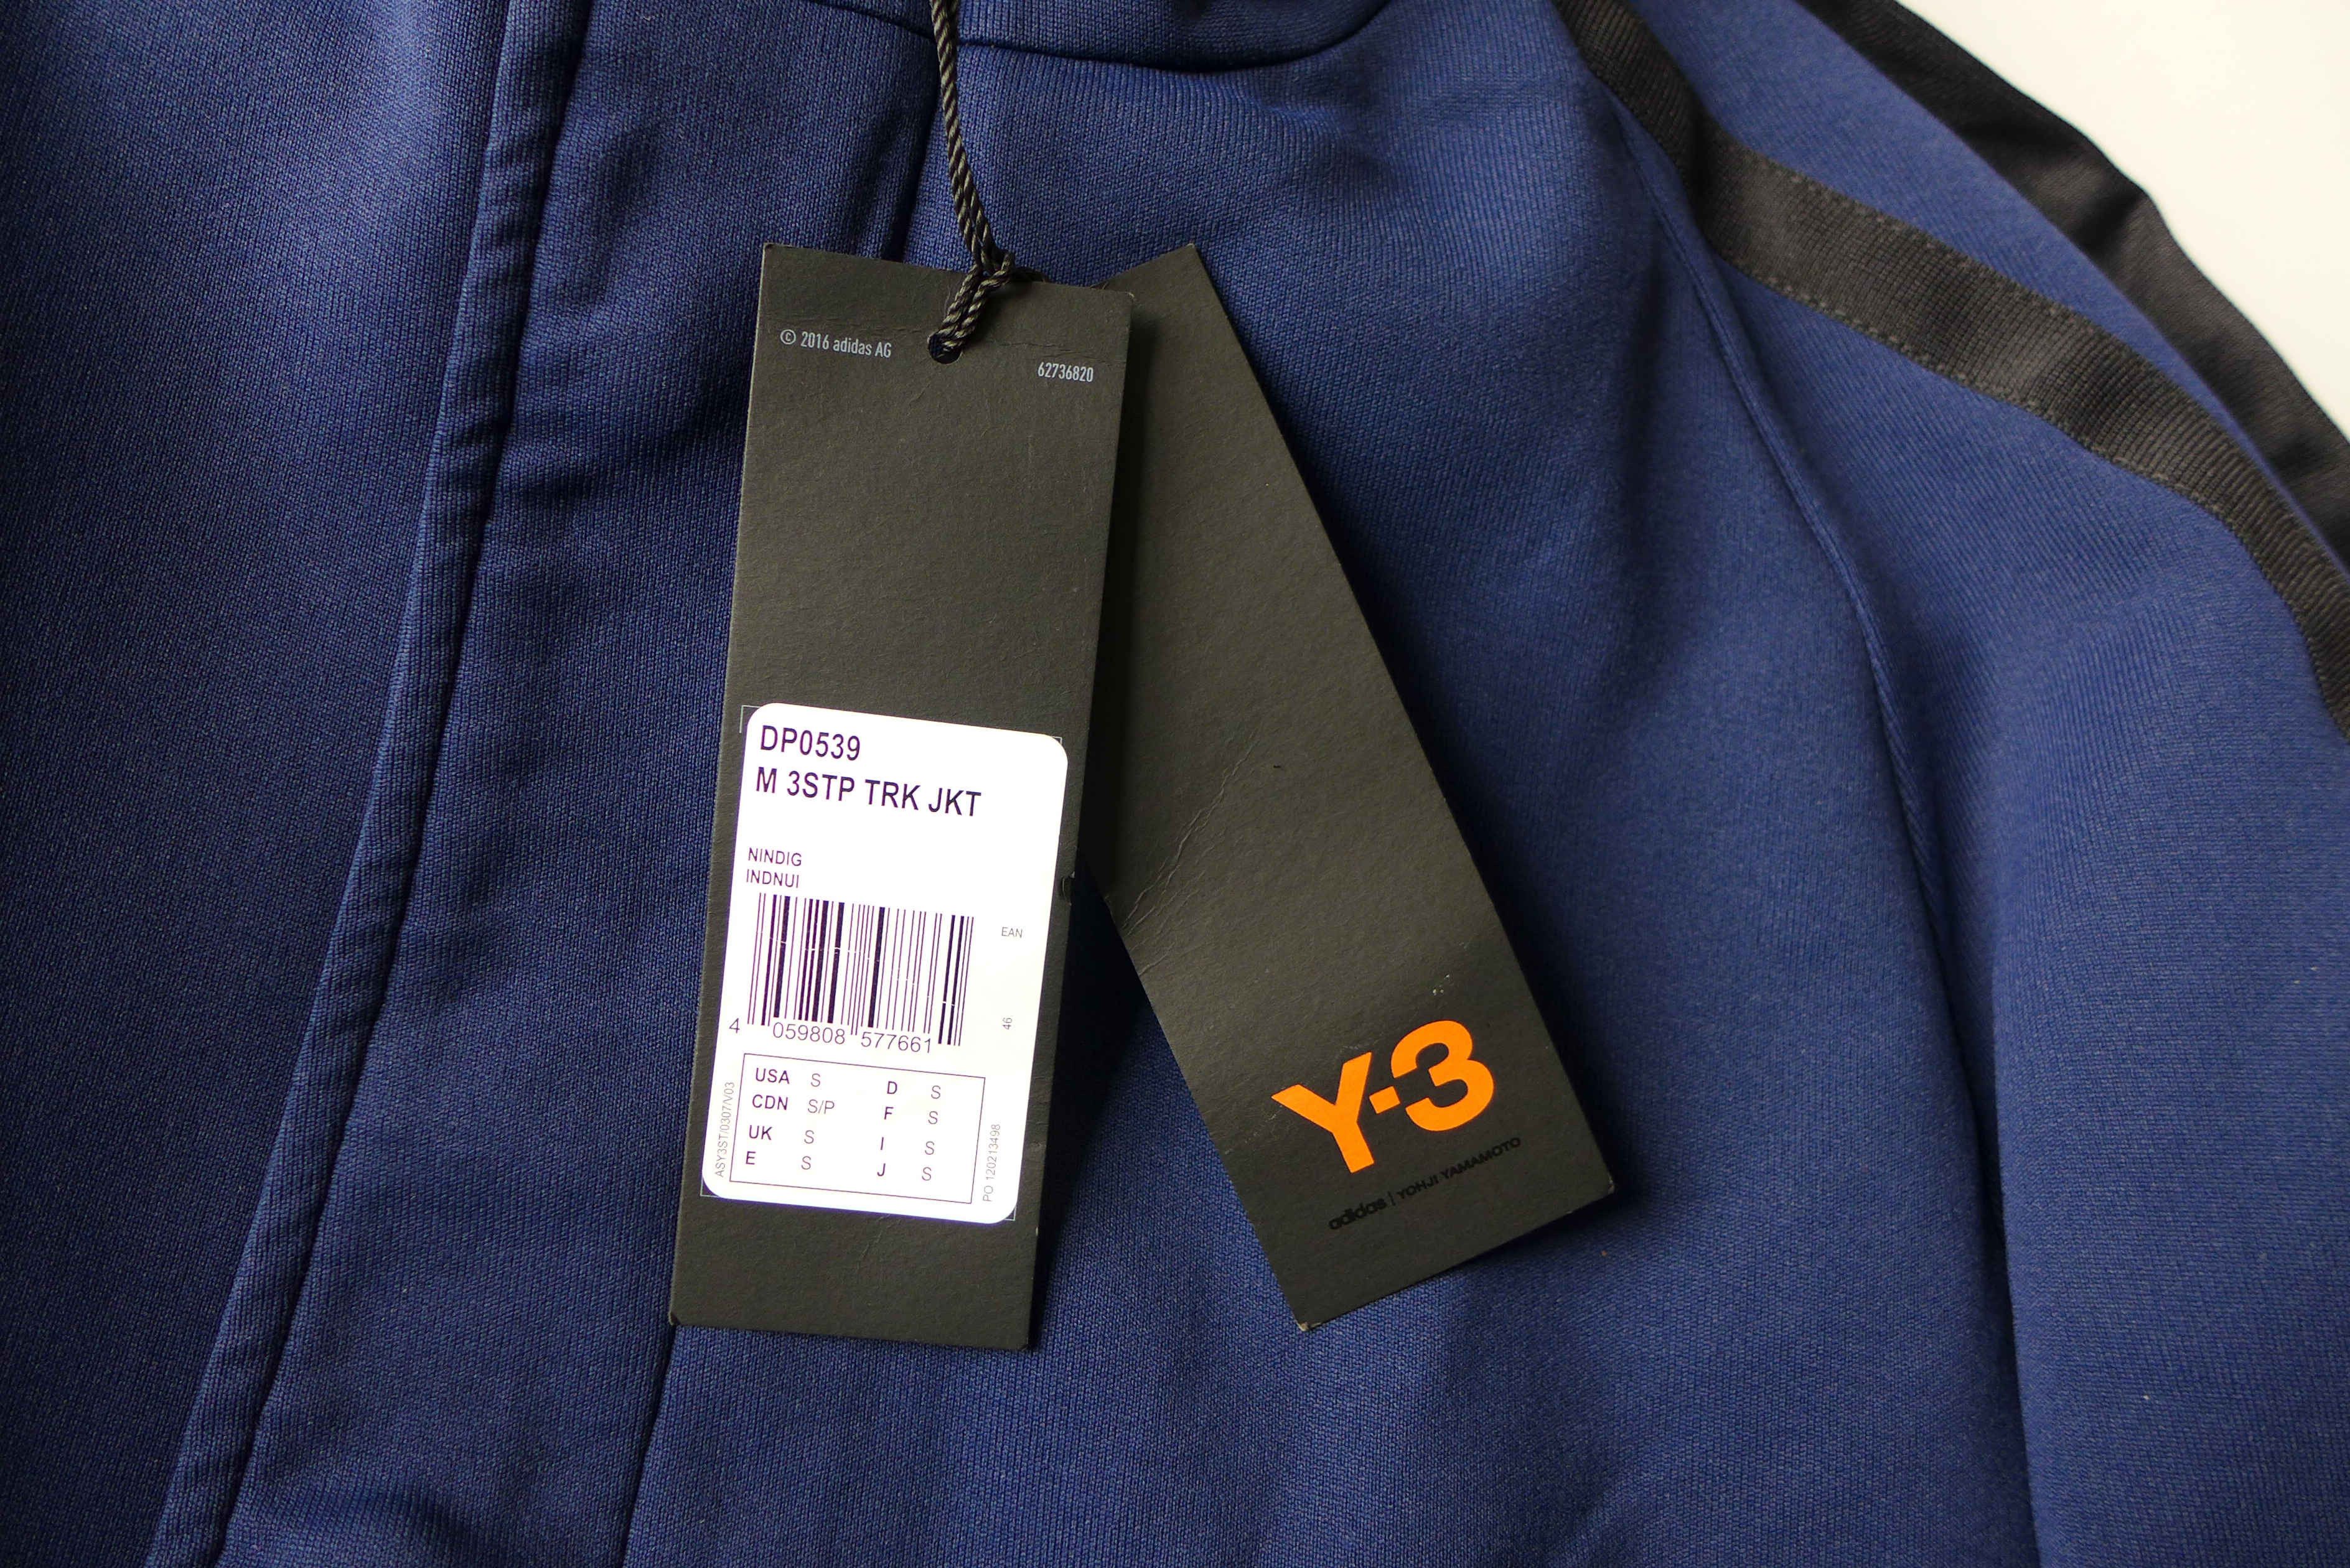 © 2016 adidas AG
62736820
DP0539
M 3STP TRK JKT
NINDIG
INDNUI
EAN
46
4 059808 577661
USA S D S
CDN S/P F S
UK S I S
E S J S
ASY3ST/0307/V03
PO 120213498
Y-3
adidas | YOHJI YAMAMOTO